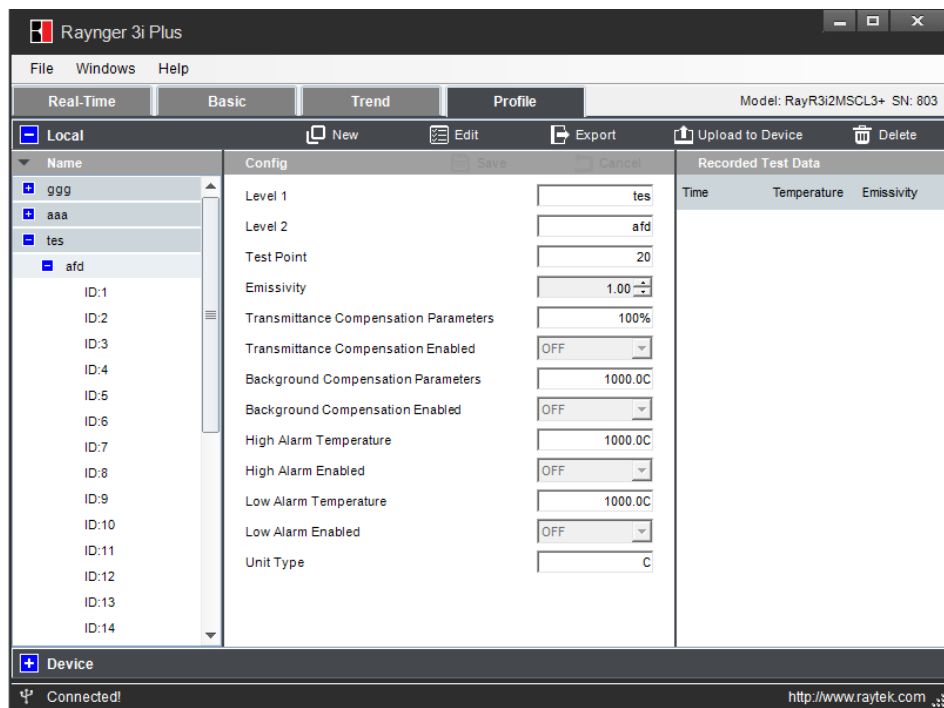 Raynger 3i Plus
File Windows Help
Real-Time Basic Trend Profile Model: RayR3i2MSCL3+ SN: 803
Local New Edit Export Upload to Device Delete
Name Config Save Cancel Recorded Test Data
ggg Level 1 tes Time Temperature Emissivity
aaa Level 2 afd
tes Test Point 20
afd Emissivity 1.00
ID:1 Transmittance Compensation Parameters 100%
ID:2 Transmittance Compensation Enabled OFF
ID:3 Background Compensation Parameters 1000.0C
ID:4 Background Compensation Enabled OFF
ID:5 High Alarm Temperature 1000.0C
ID:6 High Alarm Enabled OFF
ID:7 Low Alarm Temperature 1000.0C
ID:8 Low Alarm Enabled OFF
ID:9 Unit Type C
ID:10
ID:11
ID:12
ID:13
ID:14
Device
Connected! http://www.raytek.com